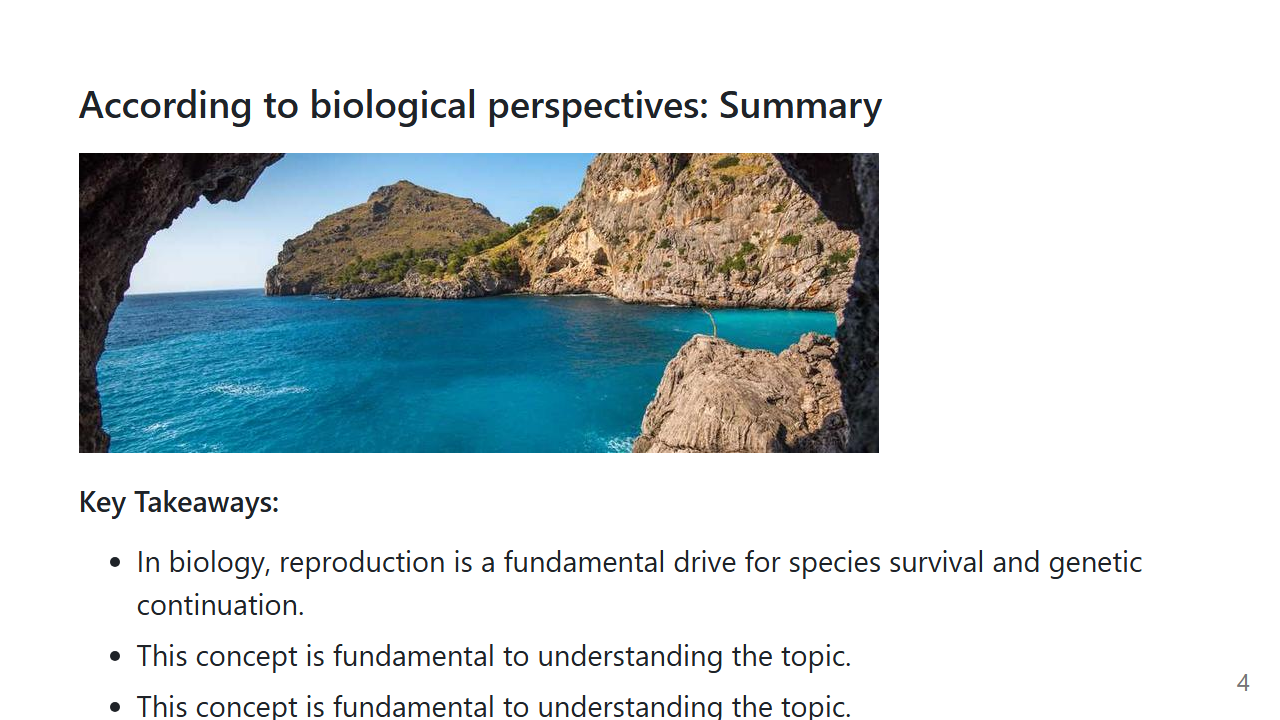 According to biological perspectives: Summary
Key Takeaways:
• In biology, reproduction is a fundamental drive for species survival and genetic
continuation.
• This concept is fundamental to understanding the topic.
• This concept is fundamental to understanding the topic.
4